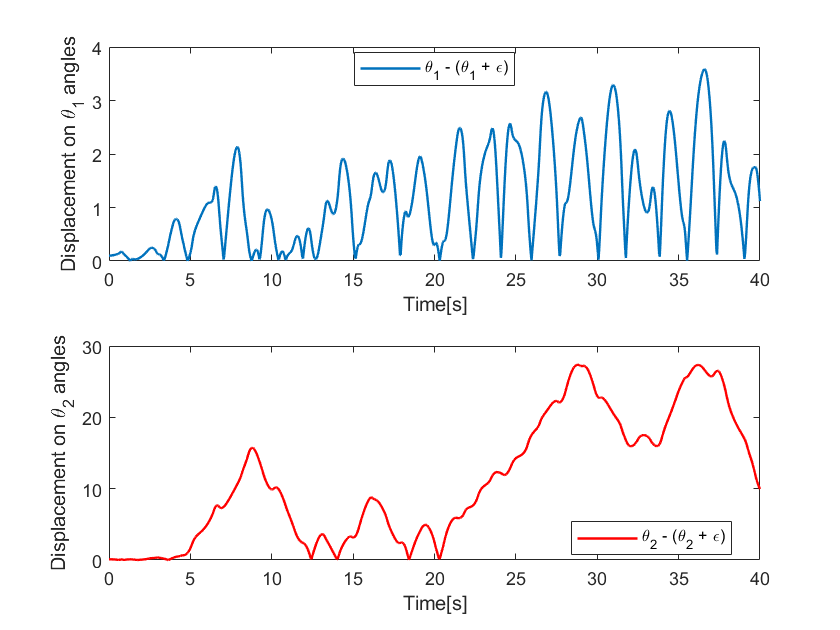 Displacement on θ1 angles
θ1 - (θ1 + ϵ)
4
3
2
1
0
0 5 10 15 20 25 30 35 40
Time[s]
Displacement on θ2 angles
30
20
10
0
θ2 - (θ2 + ϵ)
0 5 10 15 20 25 30 35 40
Time[s]